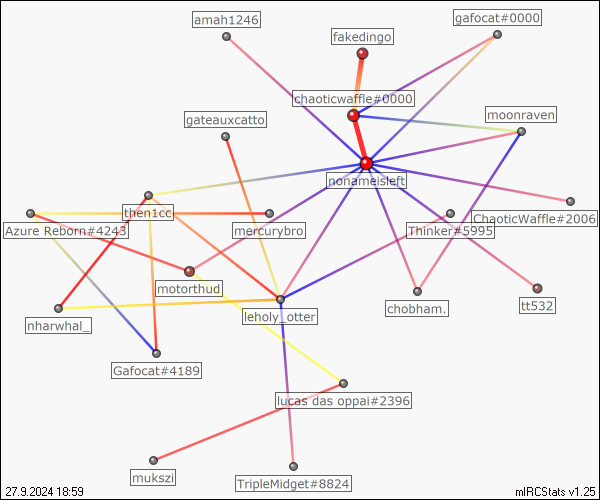 amah1246
gafocat#0000
fakedingo
chaoticwaffle#0000
gateauxcatto
moonraven
nonameisleft
then1cc
ChaoticWaffle#2006
Azure Reborn#4243
mercurybro
Thinker#5995
motorthud
chobham.
tt532
leholy_otter
nharwhal_
Gafocat#4189
lucas das oppai#2396
mukszi
TripleMidget#8824
27.9.2024 18:59
mIRCStats v1.25